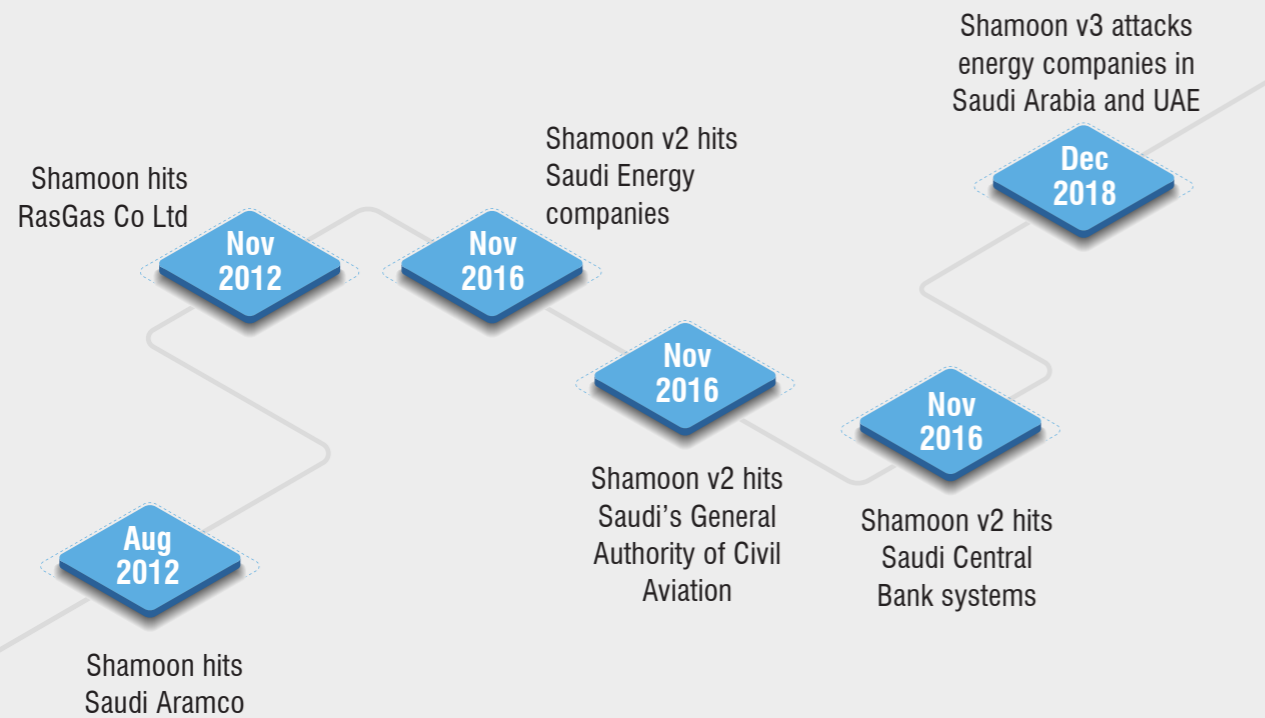 Shamoon hits
Saudi Aramco
Aug
2012
Shamoon hits
RasGas Co Ltd
Nov
2012
Shamoon v2 hits
Saudi Energy
companies
Nov
2016
Nov
2016
Shamoon v2 hits
Saudi’s General
Authority of Civil
Aviation
Nov
2016
Shamoon v2 hits
Saudi Central
Bank systems
Shamoon v3 attacks
energy companies in
Saudi Arabia and UAE
Dec
2018